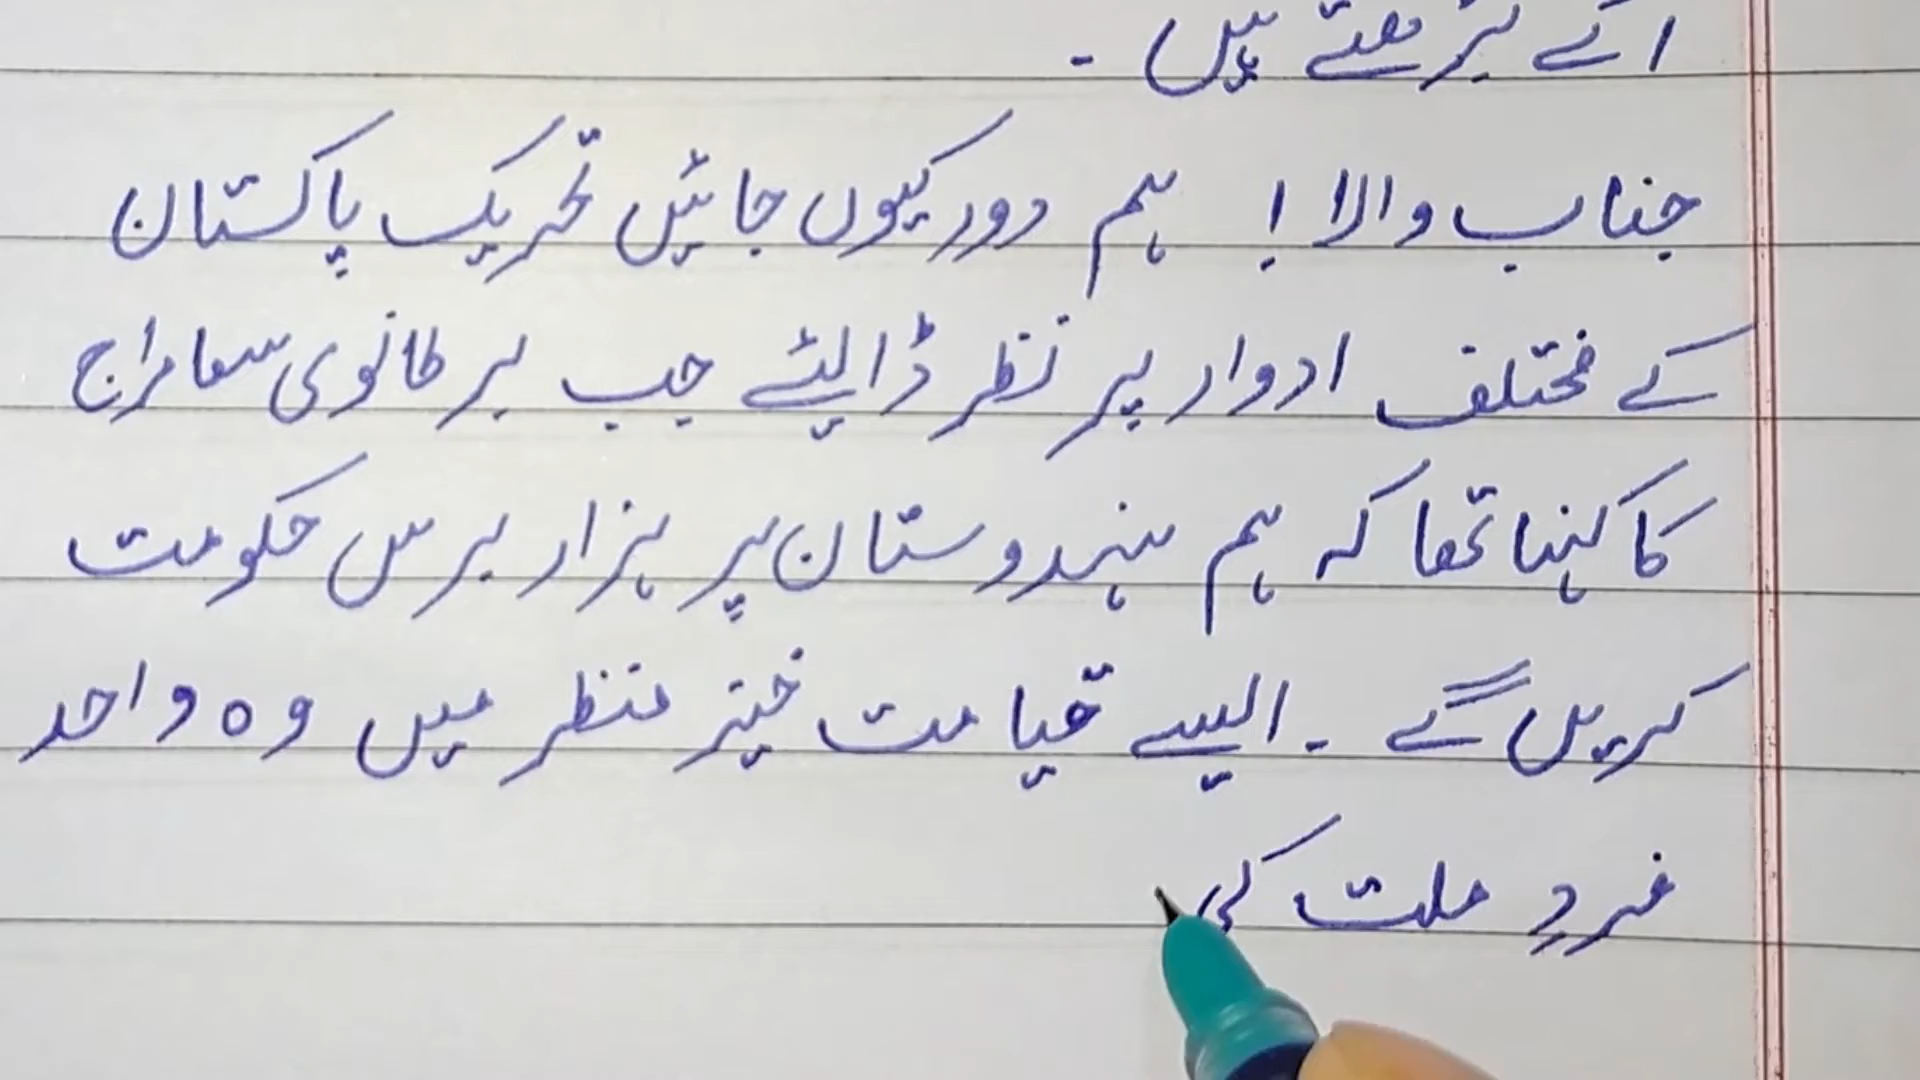 آگے بڑھتے ہیں ۔
جناب والا! ہم دور کیوں جائیں تحریک پاکستان
کے مختلف ادوار پر نظر ڈالیئے جب برطانوی سامراج
کا کہنا تھا کہ ہم ہندوستان پر ہزار برس حکومت
کریں گے ۔ ایسے قیامت خیز منظر میں وہ واحد
فردِ ملت کی